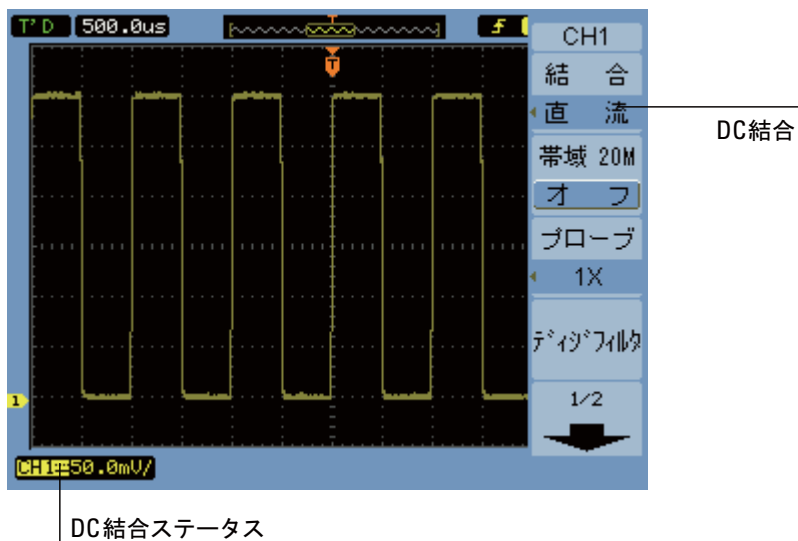 T'D 500.0us
T
CH1
結 合
直 流
DC結合
帯域 20M
オ フ
プローブ
1X
ディジフィルタ
1/2
1
CH1 50.0mV/
DC結合ステータス